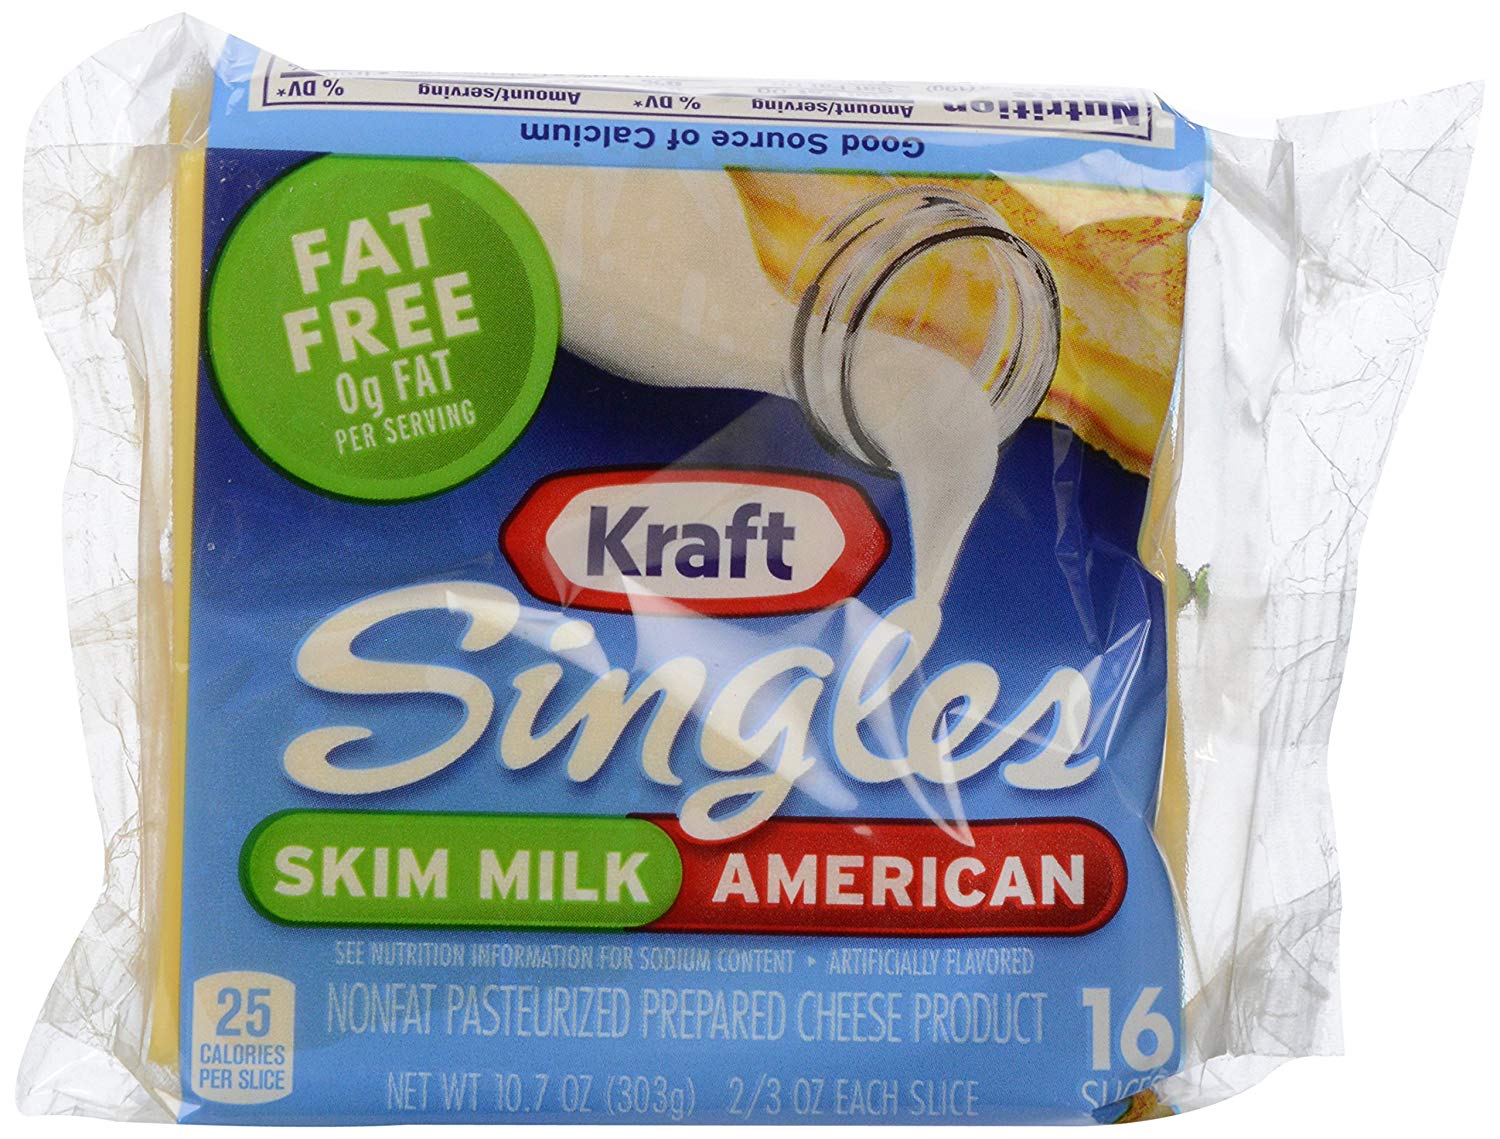 % DV*
Amount/serving
% DV*
Amount/serving
Nutrition
Good Source of Calcium
FAT
FREE
0g FAT
PER SERVING
Kraft
Singles
SKIM MILK AMERICAN
SEE NUTRITION INFORMATION FOR SODIUM CONTENT • ARTIFICIALLY FLAVORED
NONFAT PASTEURIZED PREPARED CHEESE PRODUCT
25
CALORIES
PER SLICE
16
SLICES
NET WT 10.7 OZ (303g) 2/3 OZ EACH SLICE